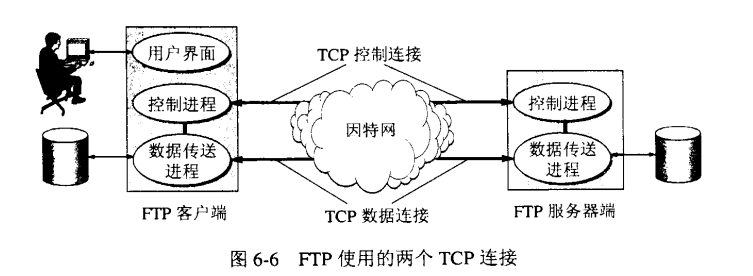 TCP 控制连接
用户界面
控制进程
数据传送
进程
因特网
控制进程
数据传送
进程
FTP 客户端
TCP 数据连接
FTP 服务器端
图 6-6 FTP 使用的两个 TCP 连接